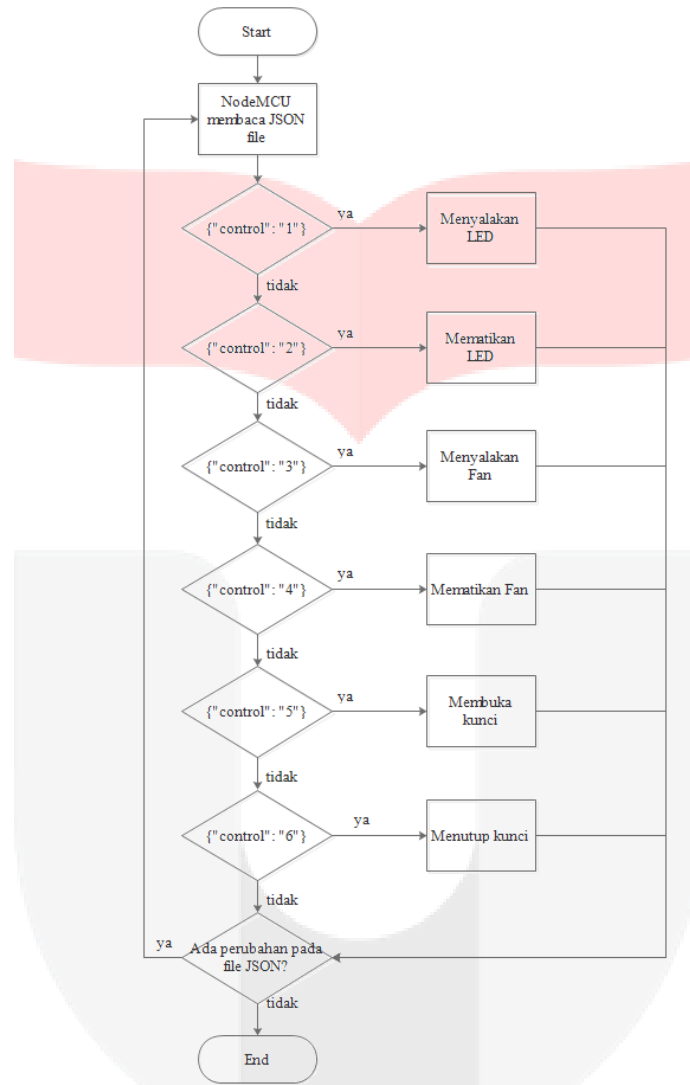 Start
NodeMCU
membaca JSON
file
{"control": "1"}
ya
Menyalakan
LED
tidak
{"control": "2"}
ya
Mematikan
LED
tidak
{"control": "3"}
ya
Menyalakan
Fan
tidak
{"control": "4"}
ya
Mematikan Fan
tidak
{"control": "5"}
ya
Membuka
kunci
tidak
{"control": "6"}
ya
Menutup kunci
tidak
ya
Ada perubahan pada
file JSON?
tidak
End